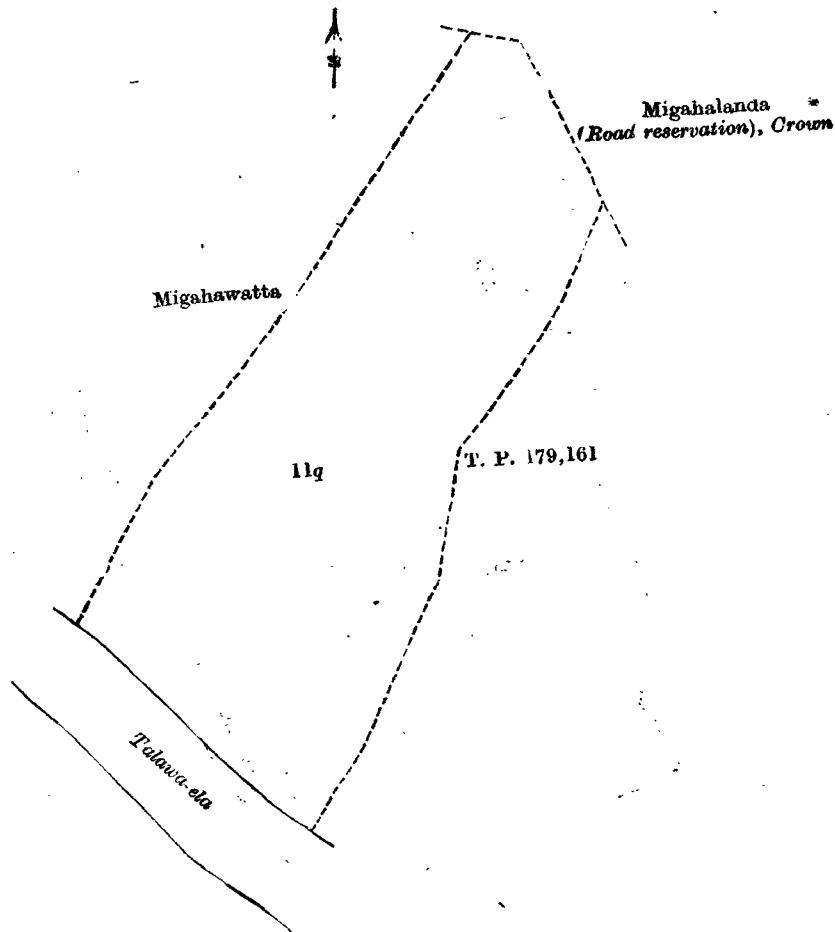 Migahalanda
(Road reservation), Crown
Migahawatta
11q
T. P. 179,161
Talawa-ela